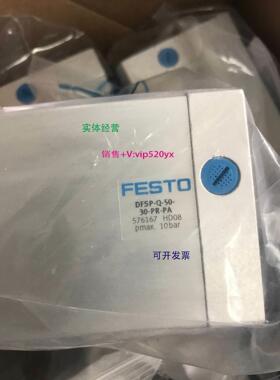 实体经营
销售+V:vip520yx
FESTO
DFSP-Q-50-
30-PR-PA
576167 HD08
pmax. 10bar
可开发票